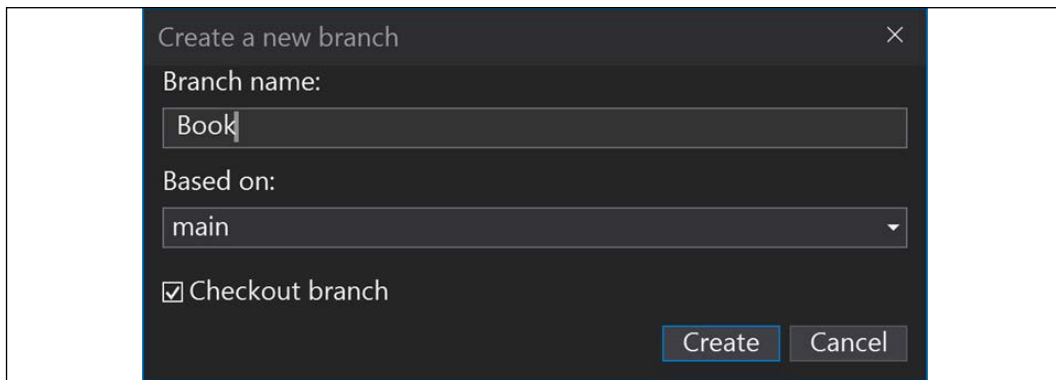 Create a new branch
Branch name:
Book
Based on:
main
Checkout branch
Create Cancel